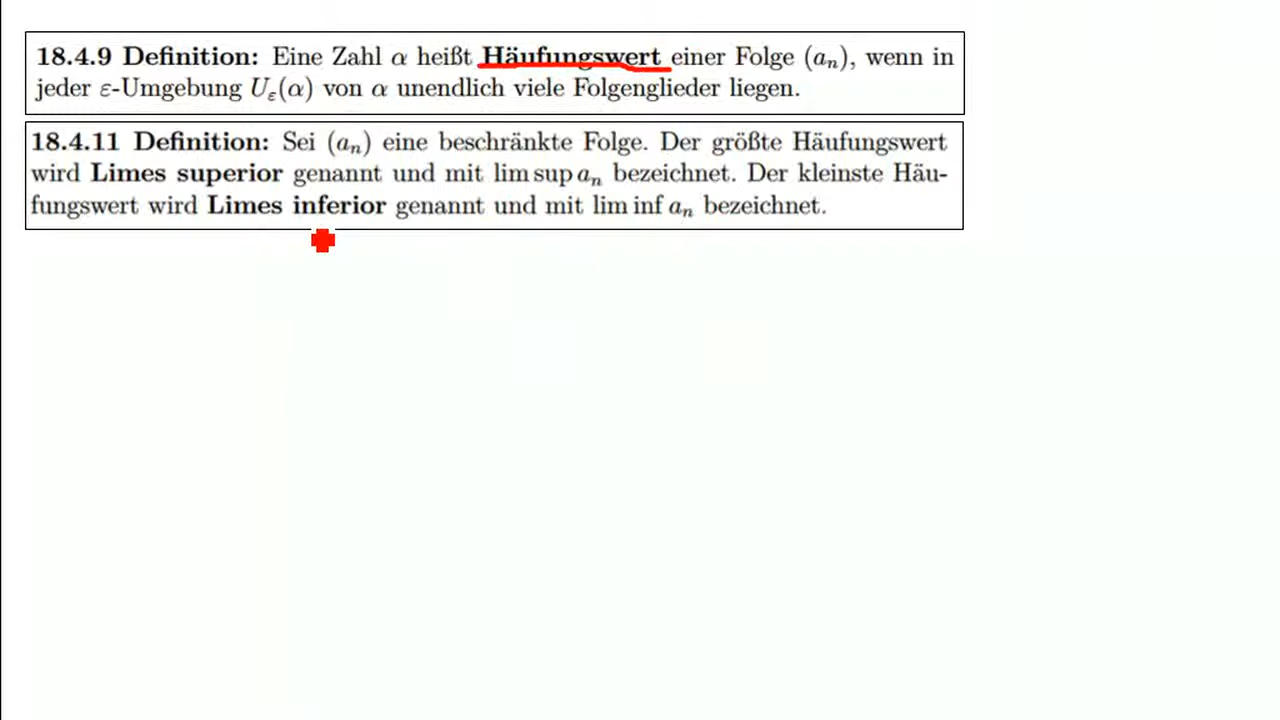 18.4.9 Definition: Eine Zahl α heißt Häufungswert einer Folge (aₙ), wenn in
jeder ε-Umgebung Uε(α) von α unendlich viele Folgenglieder liegen.
18.4.11 Definition: Sei (aₙ) eine beschränkte Folge. Der größte Häufungswert
wird Limes superior genannt und mit lim sup aₙ bezeichnet. Der kleinste Häu-
fungswert wird Limes inferior genannt und mit lim inf aₙ bezeichnet.